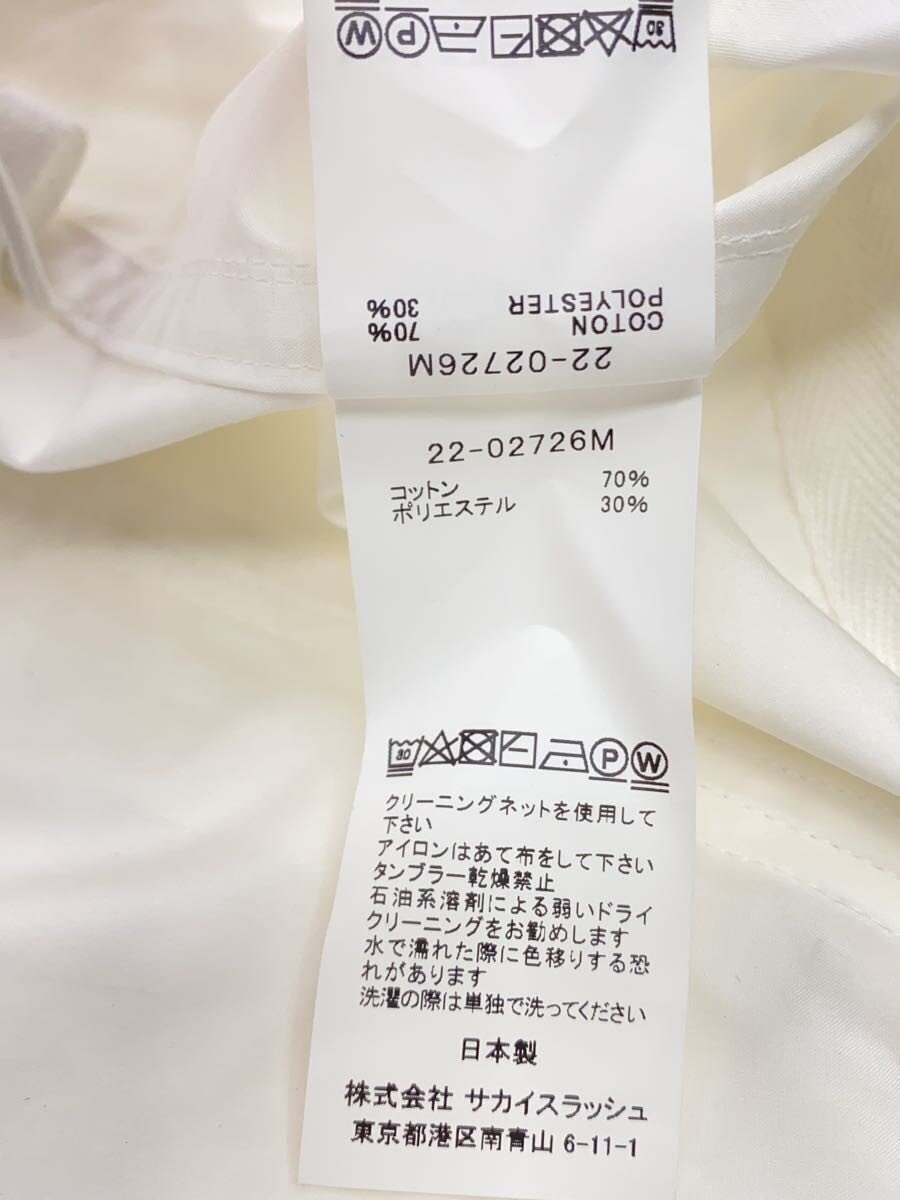 COTTON 70%
POLYESTER 30%
22-02726M
22-02726M
コットン 70%
ポリエステル 30%
30 P W
クリーニングネットを使用して
下さい
アイロンはあて布をして下さい
タンブラー乾燥禁止
石油系溶剤による弱いドライ
クリーニングをお勧めします
水で濡れた際に色移りする恐
れがあります
洗濯の際は単独で洗ってください
日本製
株式会社 サカイスラッシュ
東京都港区南青山 6-11-1